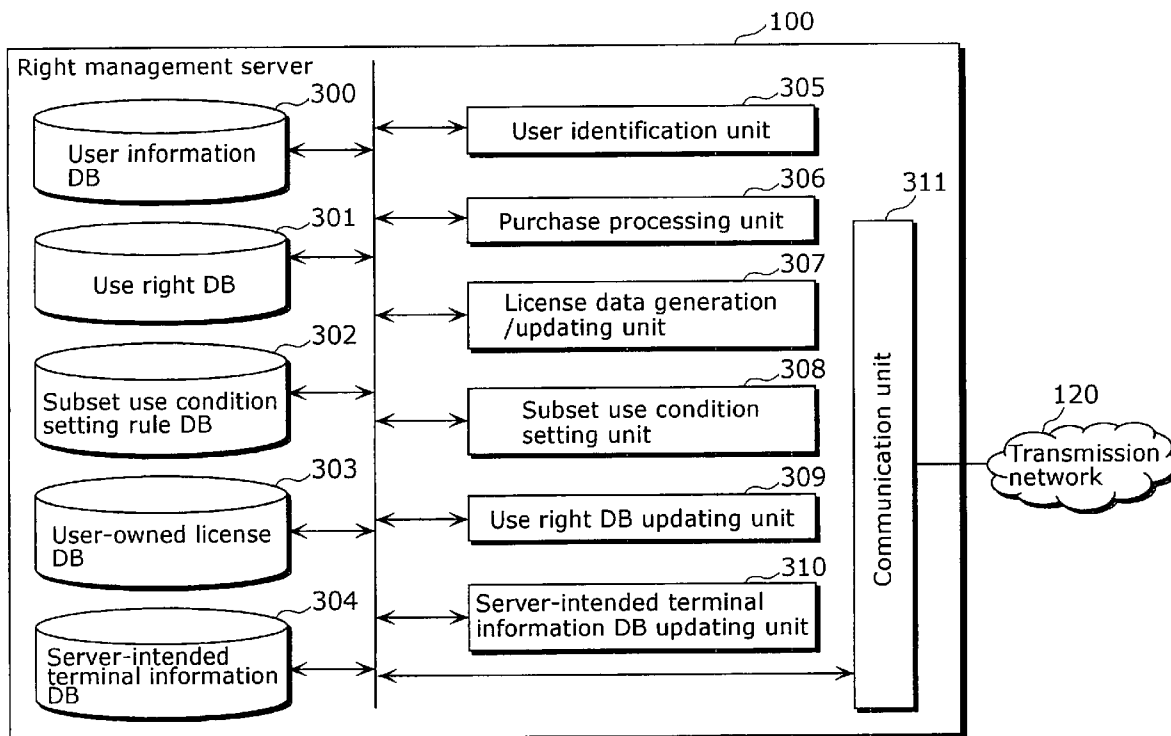 100
Right management server
300
User information
DB
301
Use right DB
302
Subset use condition
setting rule DB
303
User-owned license
DB
304
Server-intended
terminal information
DB
305
User identification unit
306
Purchase processing unit
307
License data generation
/updating unit
308
Subset use condition
setting unit
309
Use right DB updating unit
310
Server-intended terminal
information DB updating unit
311
Communication unit
120
Transmission
network